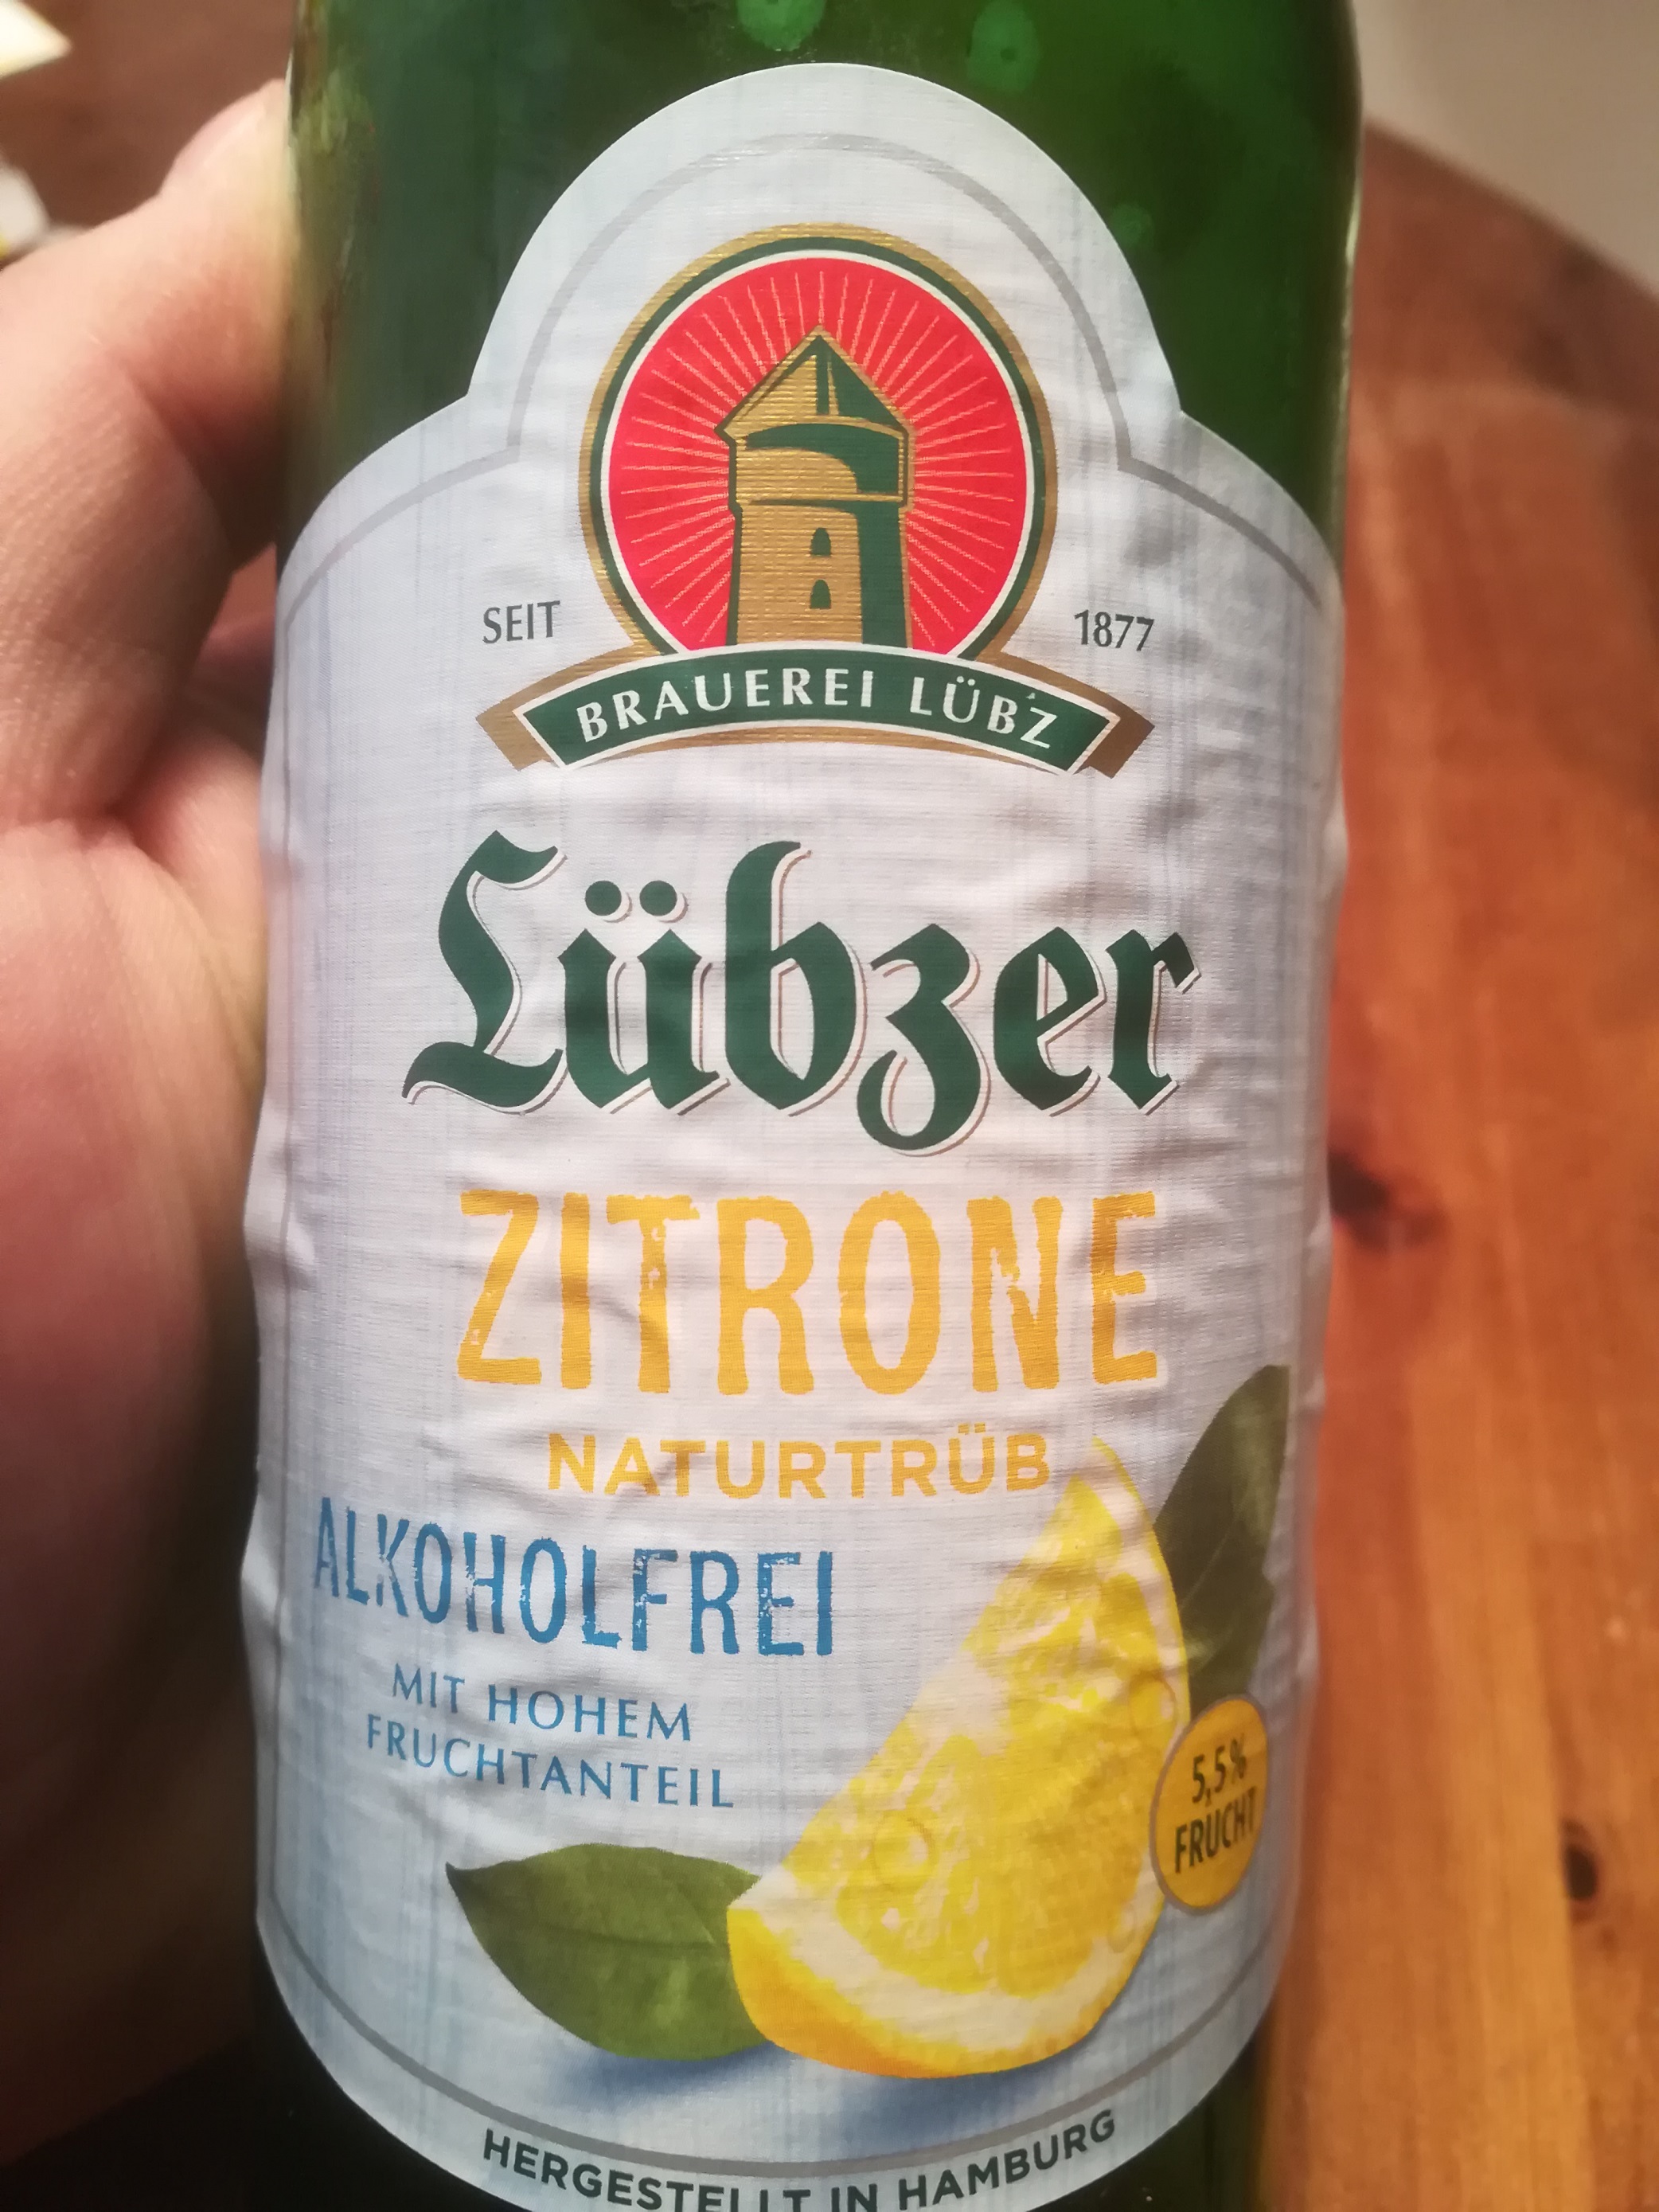 SEIT 1877
BRAUEREI LÜBZ
Lübzer
ZITRONE
NATURTRÜB
ALKOHOLFREI
MIT HOHEM
FRUCHTANTEIL
5,5%
FRUCHT
HERGESTELLT IN HAMBURG